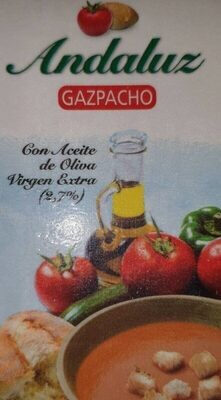 Andaluz
GAZPACHO
Con Aceite
de Oliva
Virgen Extra
(2,7%)